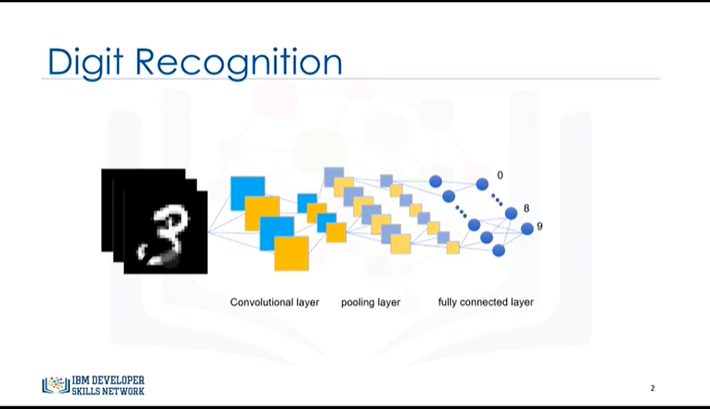 Digit Recognition
0
8
9
Convolutional layer
pooling layer
fully connected layer
IBM DEVELOPER
SKILLS NETWORK
2